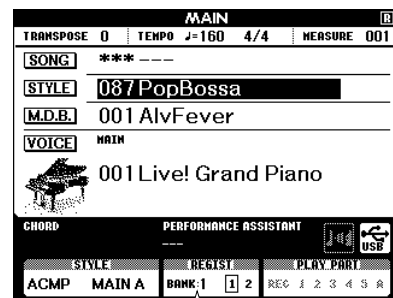 MAIN R
TRANSPOSE 0 TEMPO ♩=160 4/4 MEASURE 001
SONG *** ---
STYLE 087 PopBossa
M.D.B. 001 AlvFever
VOICE MAIN
001 Live! Grand Piano
CHORD PERFORMANCE ASSISTANT
--- USB
STYLE REGIST PLAY PART
ACMP MAIN A BANK:1 1 2 REC 1 2 3 4 5 A